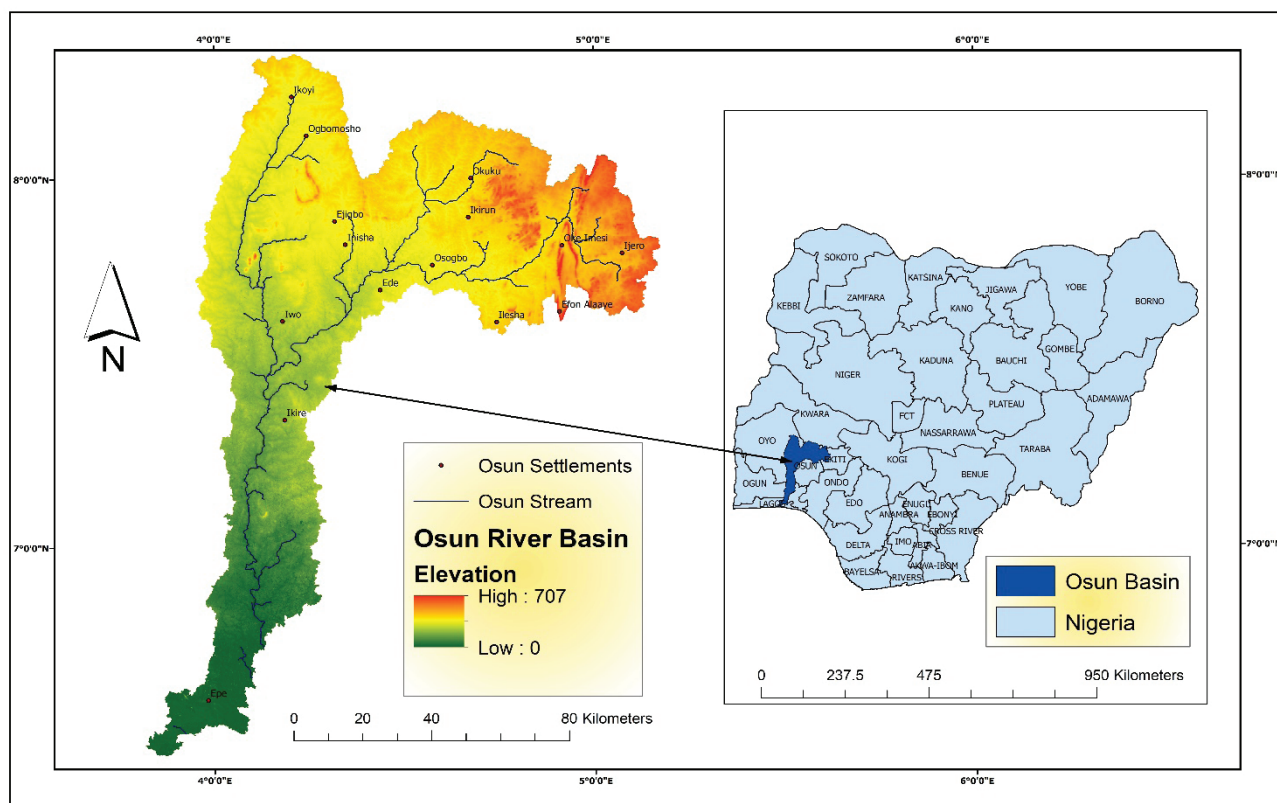 4°0'0"E
5°0'0"E
6°0'0"E
8°0'0"N
7°0'0"N
8°0'0"N
7°0'0"N
4°0'0"E
5°0'0"E
6°0'0"E
N
Ikoyi
Ogbomosho
Okuku
Ejigbo
Ikirun
Inisha
Oke Imesi
Ijero
Osogbo
Ede
Efon Alaaye
Iwo
Ilesha
Ikire
Epe
Osun Settlements
Osun Stream
Osun River Basin
Elevation
High : 707
Low : 0
0 20 40 80 Kilometers
SOKOTO
KATSINA
JIGAWA
YOBE
BORNO
ZAMFARA
KEBBI
KANO
GOMBE
KADUNA
BAUCHI
NIGER
ADAMAWA
PLATEAU
KWARA
FCT
NASSARRAWA
OYO
TARABA
EKITI
KOGI
OSUN
BENUE
OGUN
ONDO
LAGOS
EDO
ENUGU
ANAMBRA
EBONYI
CROSS RIVER
DELTA
IMO
ABIA
AKWA-IBOM
BAYELSA
RIVERS
Osun Basin
Nigeria
0 237.5 475 950 Kilometers